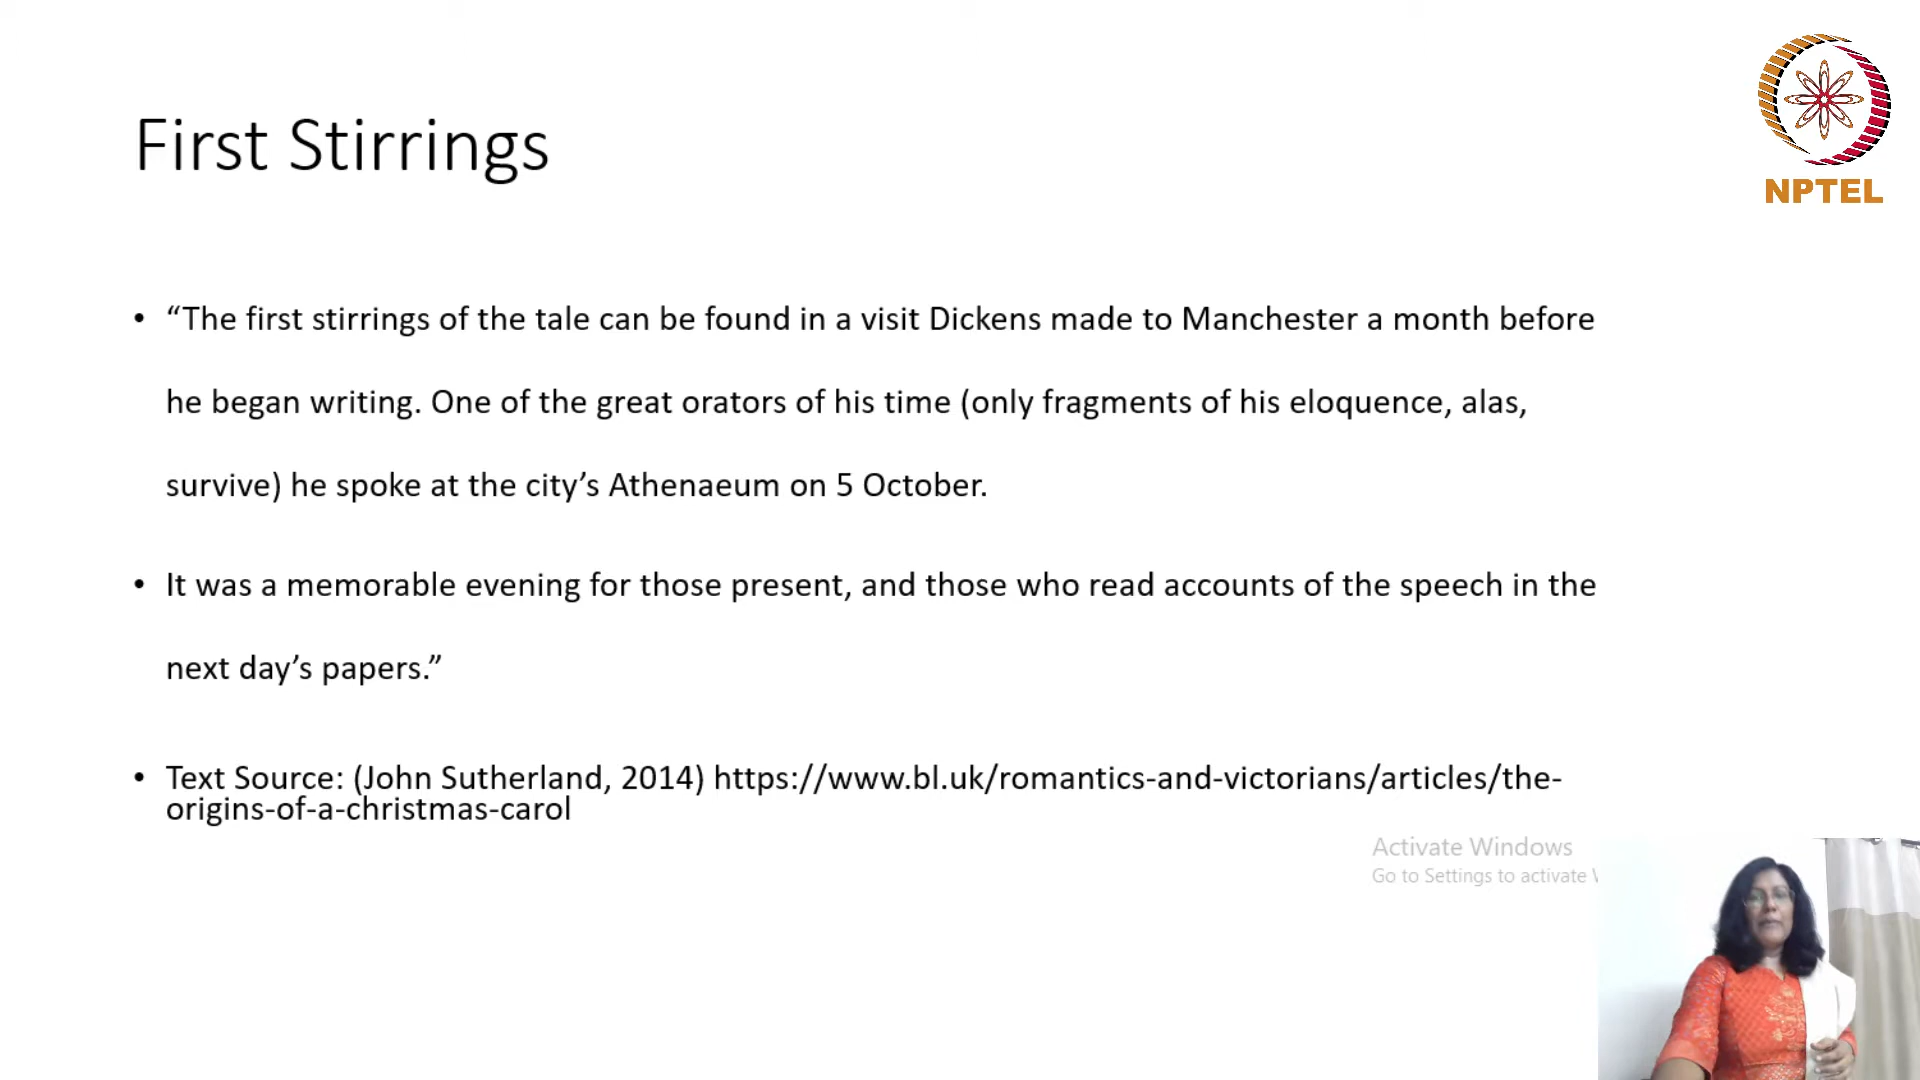 First Stirrings
NPTEL
• “The first stirrings of the tale can be found in a visit Dickens made to Manchester a month before
he began writing. One of the great orators of his time (only fragments of his eloquence, alas,
survive) he spoke at the city’s Athenaeum on 5 October.
• It was a memorable evening for those present, and those who read accounts of the speech in the
next day’s papers.”
• Text Source: (John Sutherland, 2014) https://www.bl.uk/romantics-and-victorians/articles/the-
origins-of-a-christmas-carol
Activate Windows
Go to Settings to activate